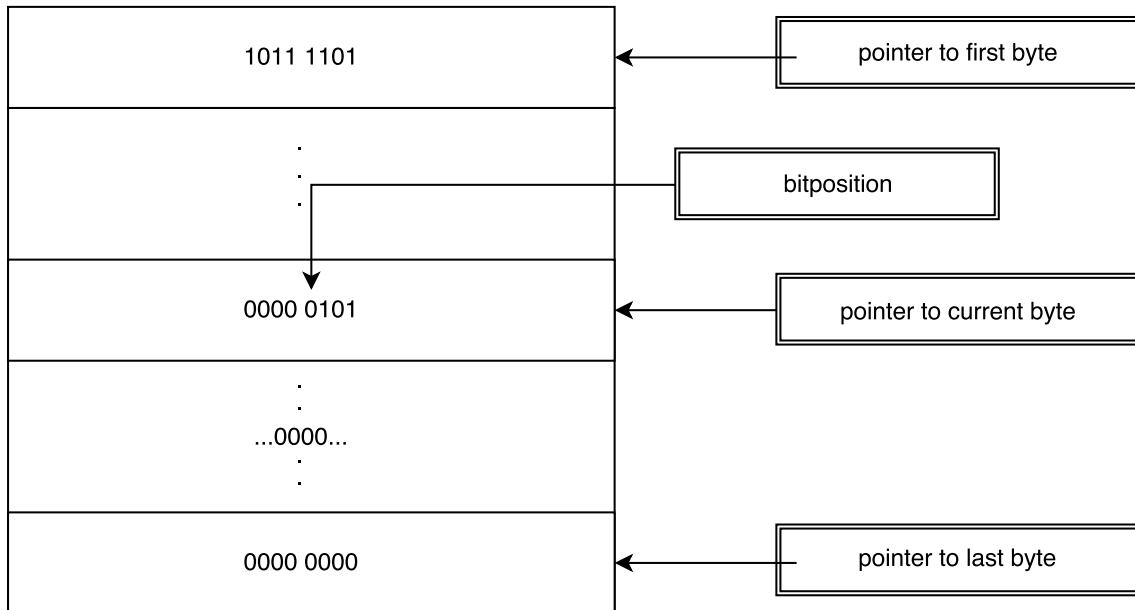 1011 1101
pointer to first byte
.
.
.
bitposition
0000 0101
pointer to current byte
.
.
...0000...
.
.
0000 0000
pointer to last byte